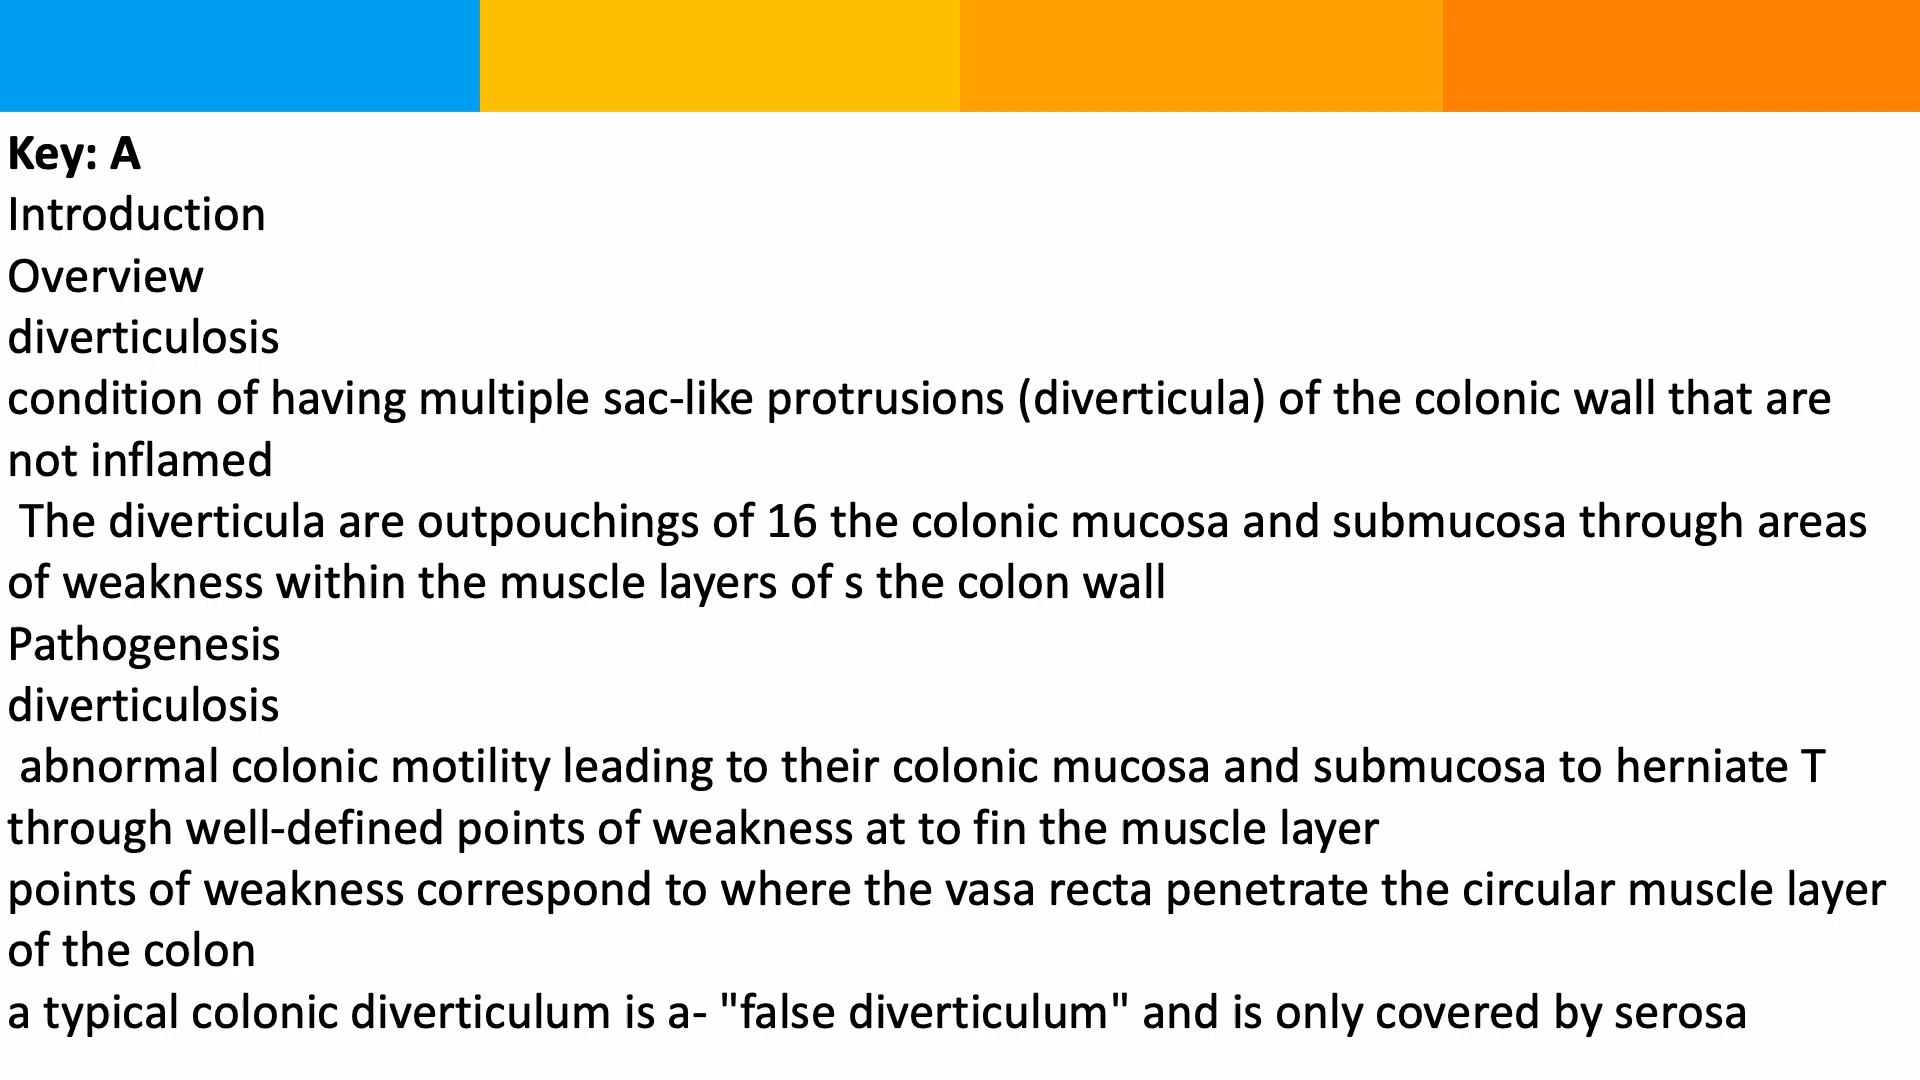 Key: A
Introduction
Overview
diverticulosis
condition of having multiple sac-like protrusions (diverticula) of the colonic wall that are
not inflamed
The diverticula are outpouchings of 16 the colonic mucosa and submucosa through areas
of weakness within the muscle layers of s the colon wall
Pathogenesis
diverticulosis
abnormal colonic motility leading to their colonic mucosa and submucosa to herniate T
through well-defined points of weakness at to fin the muscle layer
points of weakness correspond to where the vasa recta penetrate the circular muscle layer
of the colon
a typical colonic diverticulum is a- "false diverticulum" and is only covered by serosa